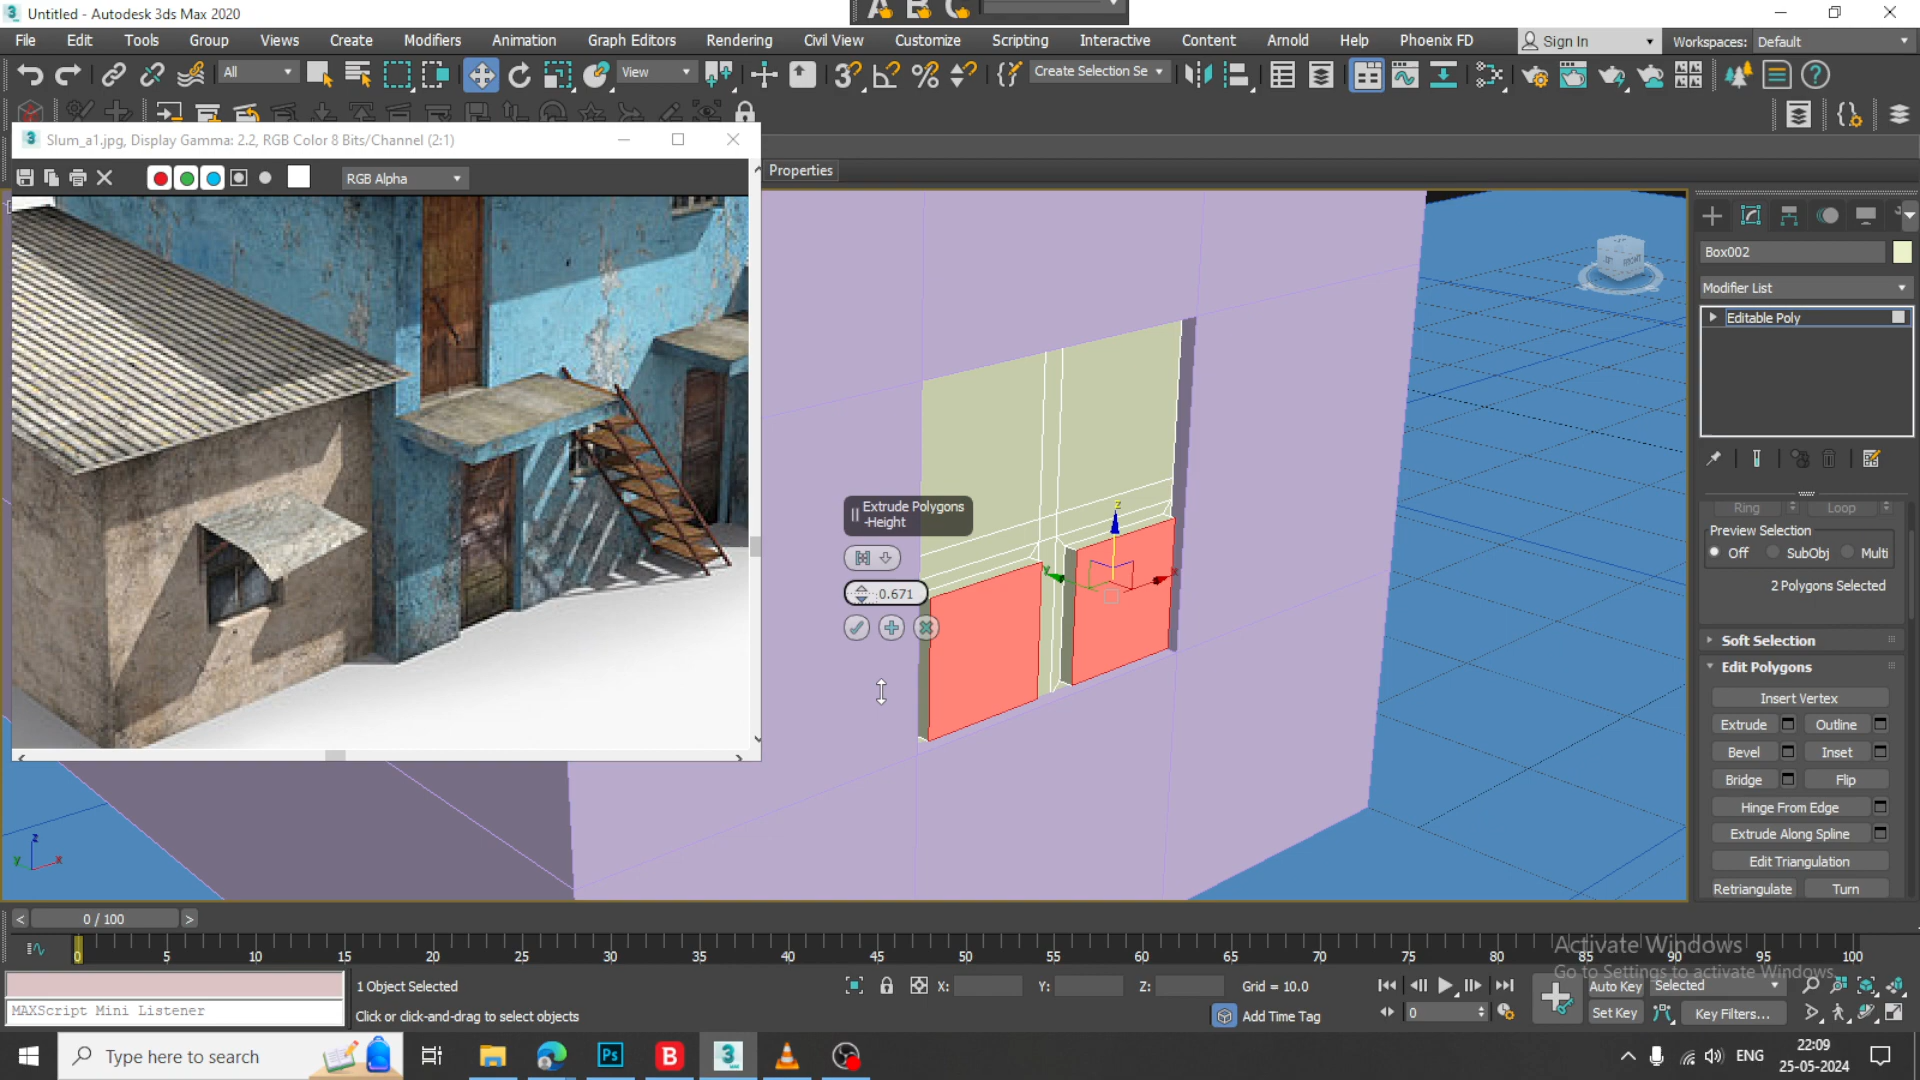 Untitled - Autodesk 3ds Max 2020
File Edit Tools Group Views Create Modifiers Animation Graph Editors Rendering Civil View Customize Scripting Interactive Content Arnold Help Phoenix FD Sign In Workspaces: Default
All View Create Selection Se
Slum_a1.jpg, Display Gamma: 2.2, RGB Color 8 Bits/Channel (2:1)
Properties
RGB Alpha
Box002
Modifier List
Editable Poly
Extrude Polygons
-Height
0.671
Ring Loop
Preview Selection
Off SubObj Multi
2 Polygons Selected
Soft Selection
Edit Polygons
Insert Vertex
Extrude Outline
Bevel Inset
Bridge Flip
Hinge From Edge
Extrude Along Spline
Edit Triangulation
Retriangulate Turn
FRONT
z
y
x
z
y
x
< 0 / 100 >
0 5 10 15 20 25 30 35 40 45 50 55 60 65 70 75 80 85 90 95 100
Activate Windows
Go to Settings to activate Windows.
1 Object Selected X: Y: Z: Grid = 10.0 Auto Key Selected
MAXScript Mini Listener Click or click-and-drag to select objects Add Time Tag 0 Set Key Key Filters...
Type here to search
Ps
B
3
ENG
22:09
25-05-2024